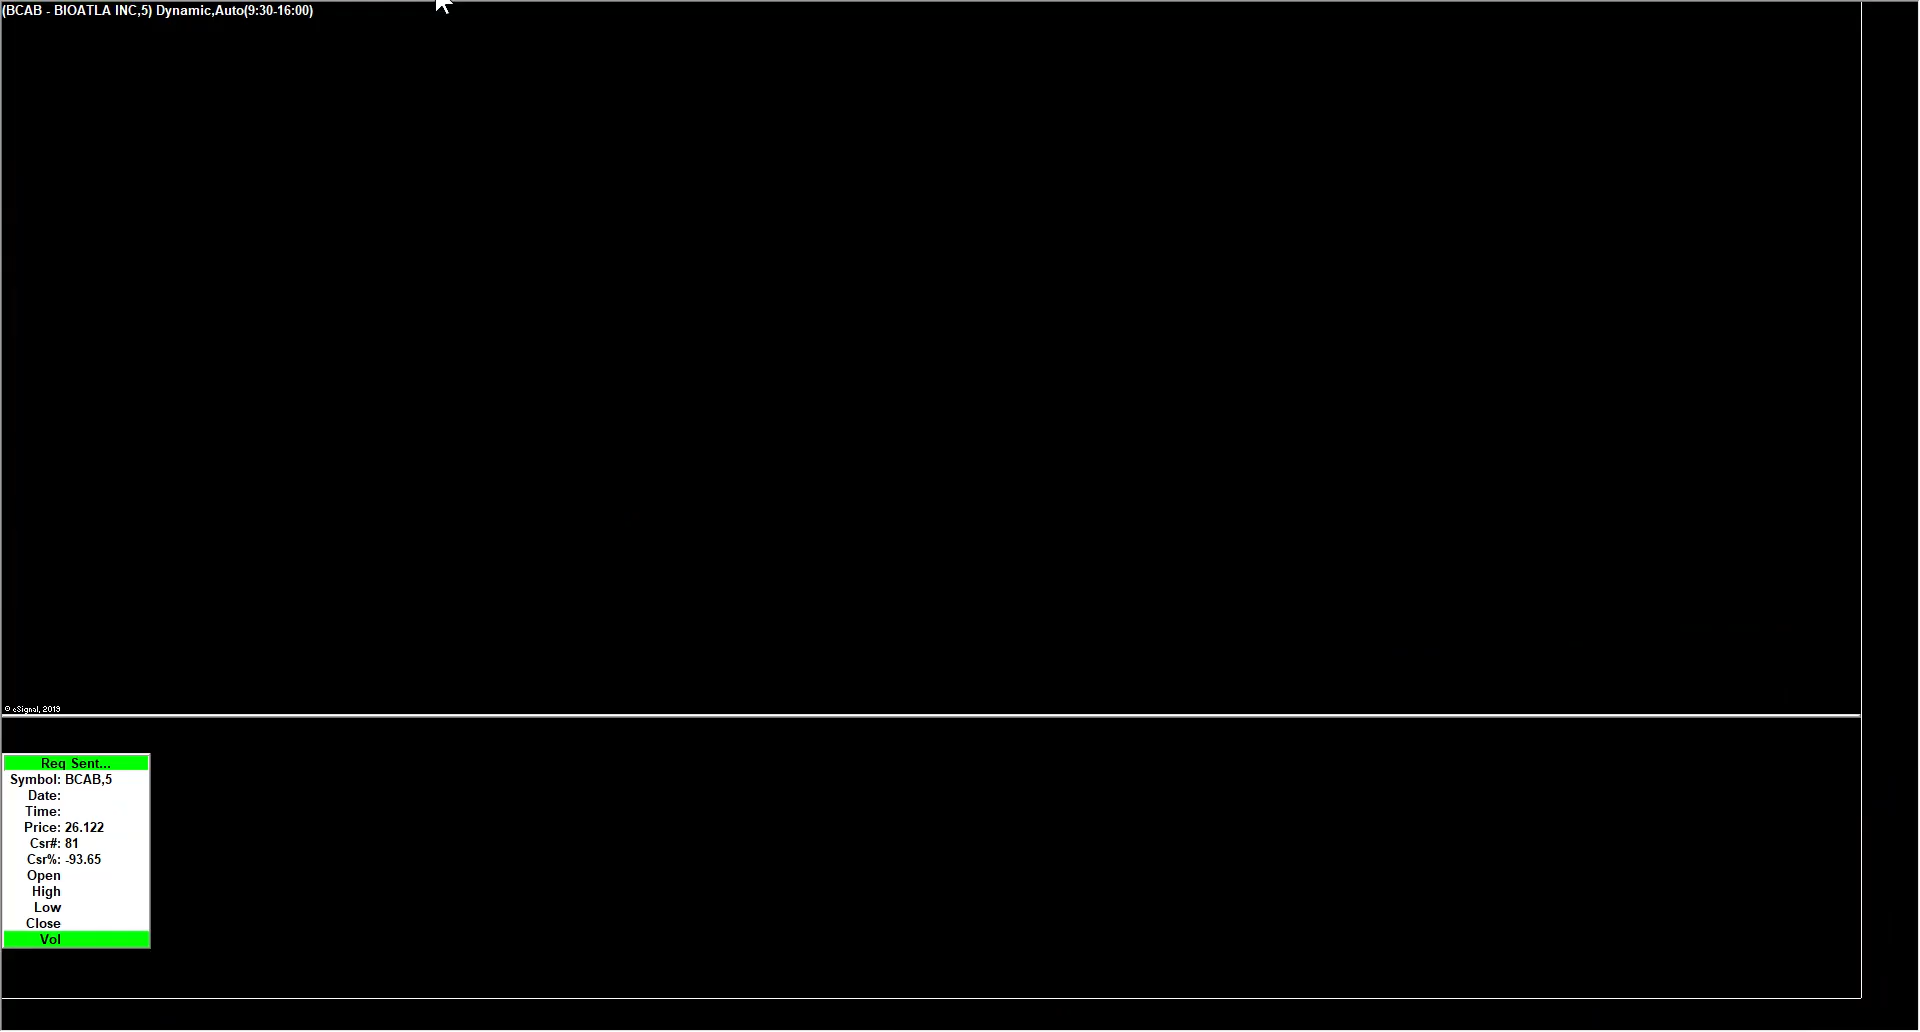 (BCAB - BIOATLA INC,5) Dynamic,Auto(9:30-16:00)
© eSignal, 2019
Req Sent...
Symbol: BCAB,5
Date:
Time:
Price: 26.122
Csr#: 81
Csr%: -93.65
Open
High
Low
Close
Vol